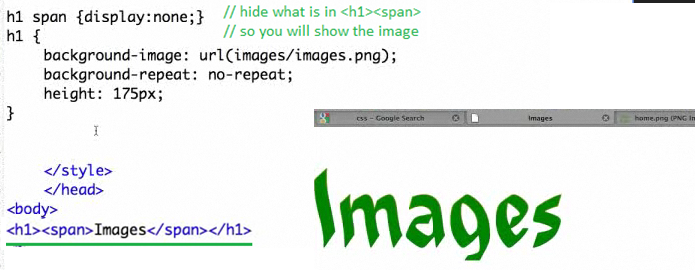 h1 span {display:none;} // hide what is in <h1><span>
h1 { // so you will show the image
background-image: url(images/images.png);
background-repeat: no-repeat;
height: 175px;
}
css - Google Search
Images
home.png (PNG In
</style>
</head>
<body>
<h1><span>Images</span></h1>
Images